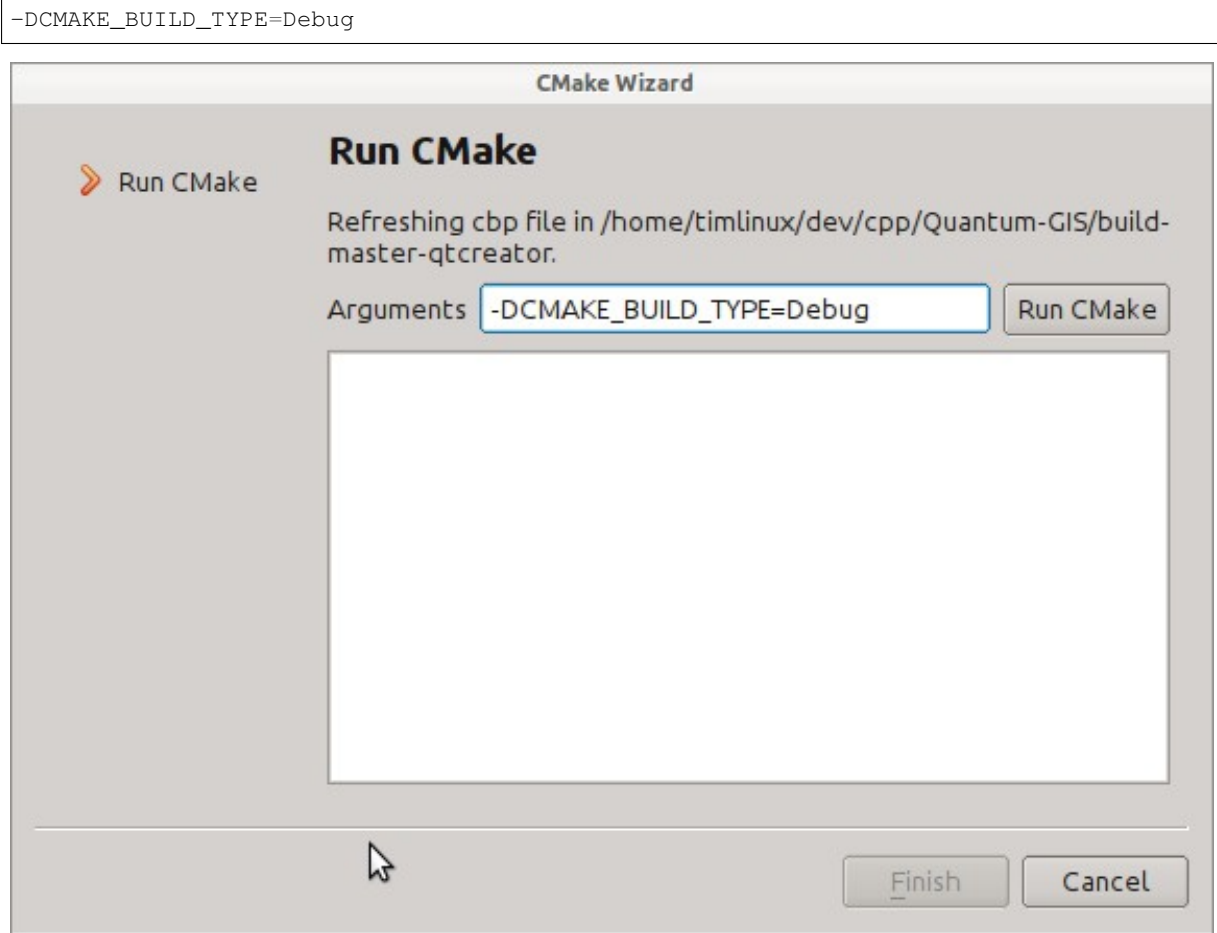 -DCMAKE_BUILD_TYPE=Debug
CMake Wizard
Run CMake
Run CMake
Refreshing cbp file in /home/timlinux/dev/cpp/Quantum-GIS/build-
master-qtcreator.
Arguments -DCMAKE_BUILD_TYPE=Debug Run CMake
Finish Cancel